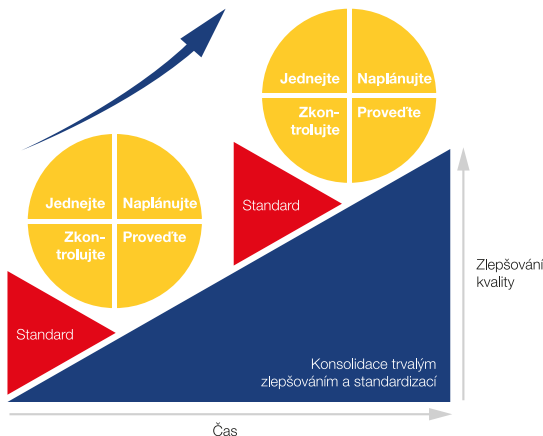 Jednejte
Naplánujte
Zkon-
trolujte
Proveďte
Standard
Jednejte
Naplánujte
Zkon-
trolujte
Proveďte
Standard
Zlepšování
kvality
Konsolidace trvalým
zlepšováním a standardizací
Čas